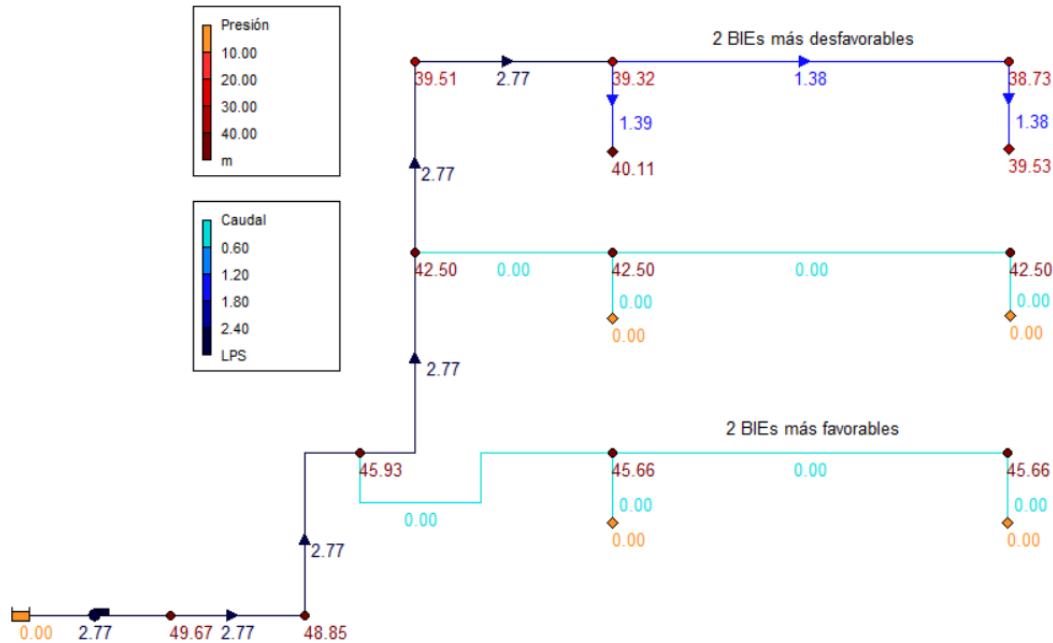 Presión
10.00
20.00
30.00
40.00
m
Caudal
0.60
1.20
1.80
2.40
LPS
2 BIEs más desfavorables
39.51 2.77 39.32 1.38 38.73
1.39 1.38
40.11 39.53
2.77
42.50 0.00 42.50 0.00 42.50
0.00 0.00
0.00 0.00
2.77
2 BIEs más favorables
45.93 45.66 0.00 45.66
0.00 0.00 0.00
0.00 0.00
2.77
0.00 2.77 49.67 2.77 48.85